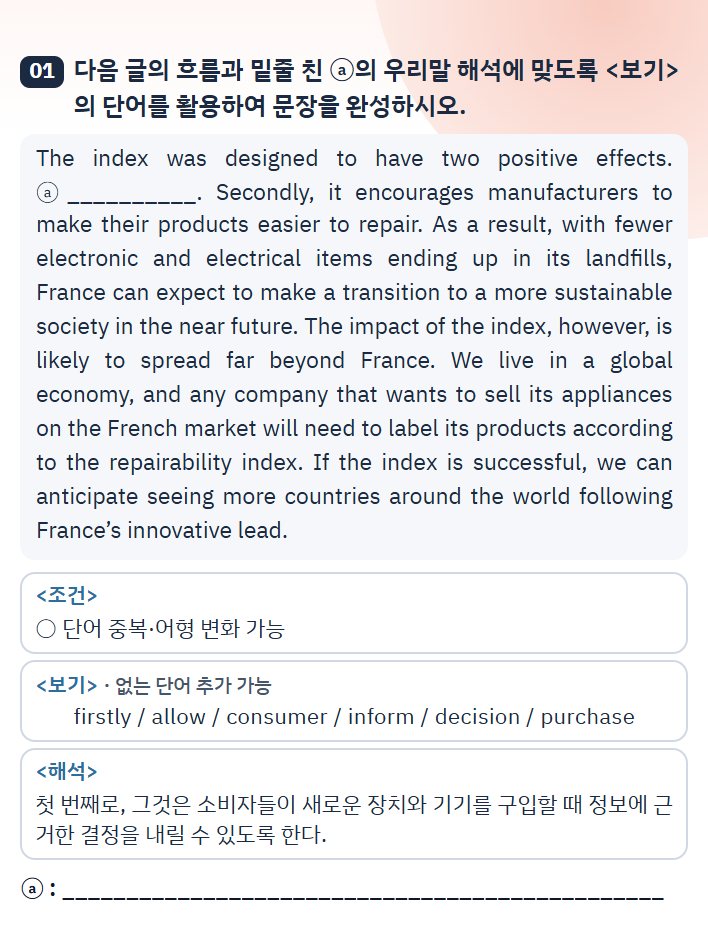 01 다음 글의 흐름과 밑줄 친 ⓐ의 우리말 해석에 맞도록 <보기>
의 단어를 활용하여 문장을 완성하시오.
The index was designed to have two positive effects.
ⓐ __________. Secondly, it encourages manufacturers to
make their products easier to repair. As a result, with fewer
electronic and electrical items ending up in its landfills,
France can expect to make a transition to a more sustainable
society in the near future. The impact of the index, however, is
likely to spread far beyond France. We live in a global
economy, and any company that wants to sell its appliances
on the French market will need to label its products according
to the repairability index. If the index is successful, we can
anticipate seeing more countries around the world following
France’s innovative lead.
<조건>
○ 단어 중복·어형 변화 가능
<보기> · 없는 단어 추가 가능
firstly / allow / consumer / inform / decision / purchase
<해석>
첫 번째로, 그것은 소비자들이 새로운 장치와 기기를 구입할 때 정보에 근
거한 결정을 내릴 수 있도록 한다.
ⓐ : ________________________________________________